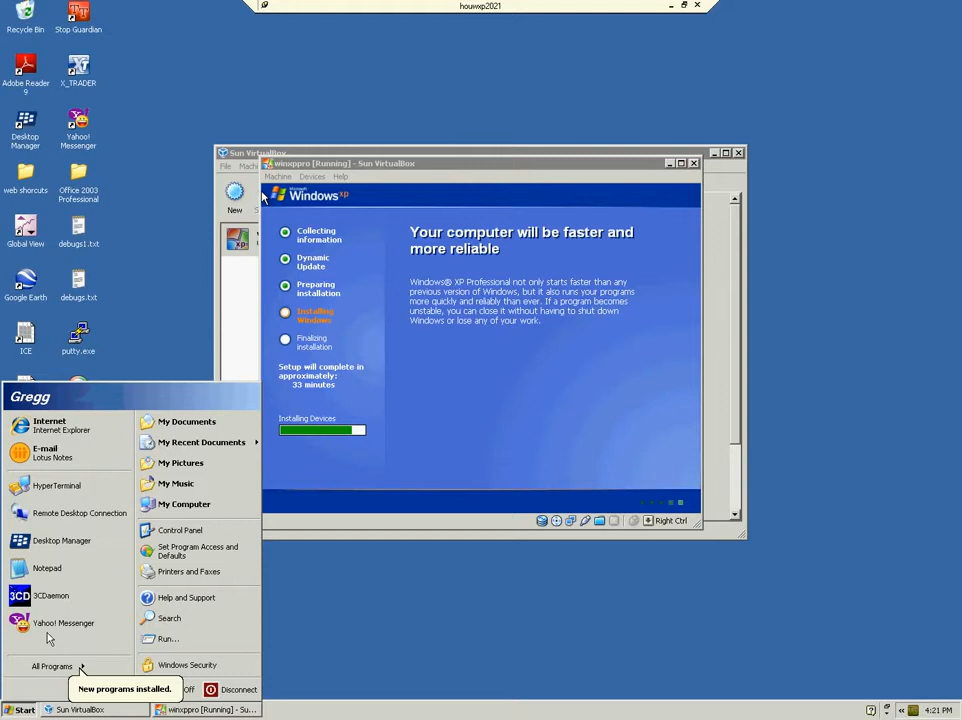 houwxp2021
Recycle Bin
Stop Guardian
Adobe Reader
9
X_TRADER
Desktop
Manager
Yahoo!
Messenger
web shorcuts
Office 2003
Professional
Global View
debugs1.txt
Google Earth
debugs.txt
ICE
putty.exe
Sun VirtualBox
File
Machi
New
winxppro [Running] - Sun VirtualBox
Machine
Devices
Help
Microsoft
Windows xp
Collecting
information
Dynamic
Update
Preparing
installation
Installing
Windows
Finalizing
installation
Setup will complete in
approximately:
33 minutes
Installing Devices
Your computer will be faster and
more reliable
Windows® XP Professional not only starts faster than any
previous version of Windows, but it also runs your programs
more quickly and reliably than ever. If a program becomes
unstable, you can close it without having to shut down
Windows or lose any of your work.
Right Ctrl
Gregg
Internet
Internet Explorer
E-mail
Lotus Notes
HyperTerminal
Remote Desktop Connection
Desktop Manager
Notepad
3CD
3CDaemon
Yahoo! Messenger
All Programs
My Documents
My Recent Documents
My Pictures
My Music
My Computer
Control Panel
Set Program Access and
Defaults
Printers and Faxes
Help and Support
Search
Run...
Windows Security
Off
Disconnect
New programs installed.
Start
Sun VirtualBox
winxppro [Running] - Su...
4:21 PM